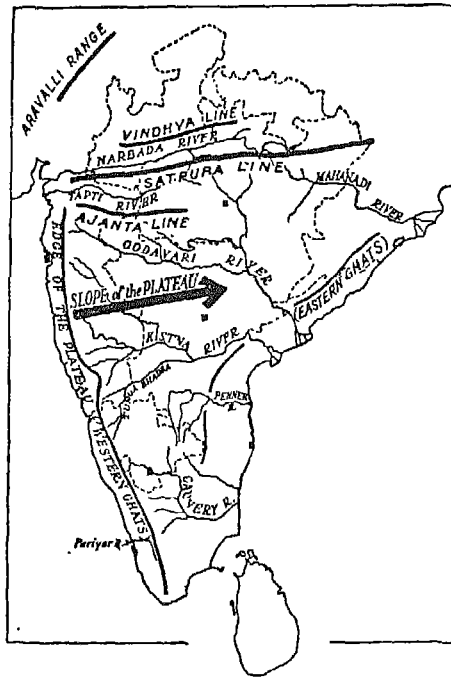 ARAVALLI RANGE
VINDHYA LINE
NARBADA RIVER
SATPURA LINE
MAHANADI RIVER
TAPTI RIVER
AJANTA LINE
GODAVARI RIVER
SLOPE of the PLATEAU
(EASTERN GHATS)
EDGE OF THE PLATEAU (WESTERN GHATS)
KISTNA RIVER
TUNGA BHADRA
PENNER R.
CAUVERY R.
Periyar R.